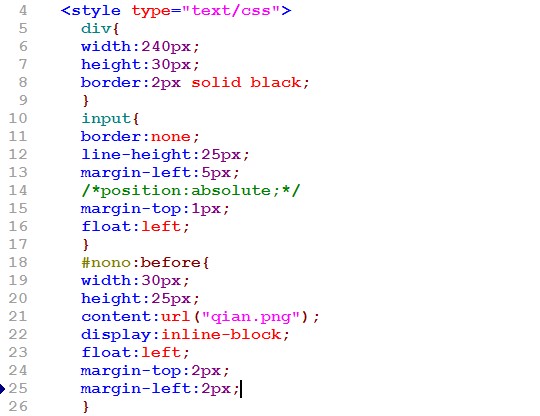 4 <style type="text/css">
5 div{
6 width:240px;
7 height:30px;
8 border:2px solid black;
9 }
10 input{
11 border:none;
12 line-height:25px;
13 margin-left:5px;
14 /*position:absolute;*/
15 margin-top:1px;
16 float:left;
17 }
18 #nono:before{
19 width:30px;
20 height:25px;
21 content:url("qian.png");
22 display:inline-block;
23 float:left;
24 margin-top:2px;
25 margin-left:2px;
26 }